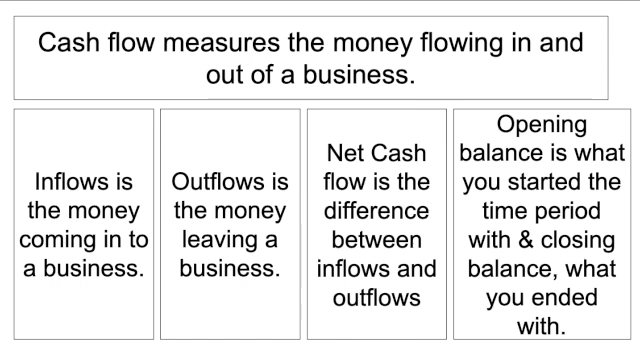 Cash flow measures the money flowing in and
out of a business.
Inflows is
the money
coming in to
a business.
Outflows is
the money
leaving a
business.
Net Cash
flow is the
difference
between
inflows and
outflows
Opening
balance is what
you started the
time period
with & closing
balance, what
you ended
with.